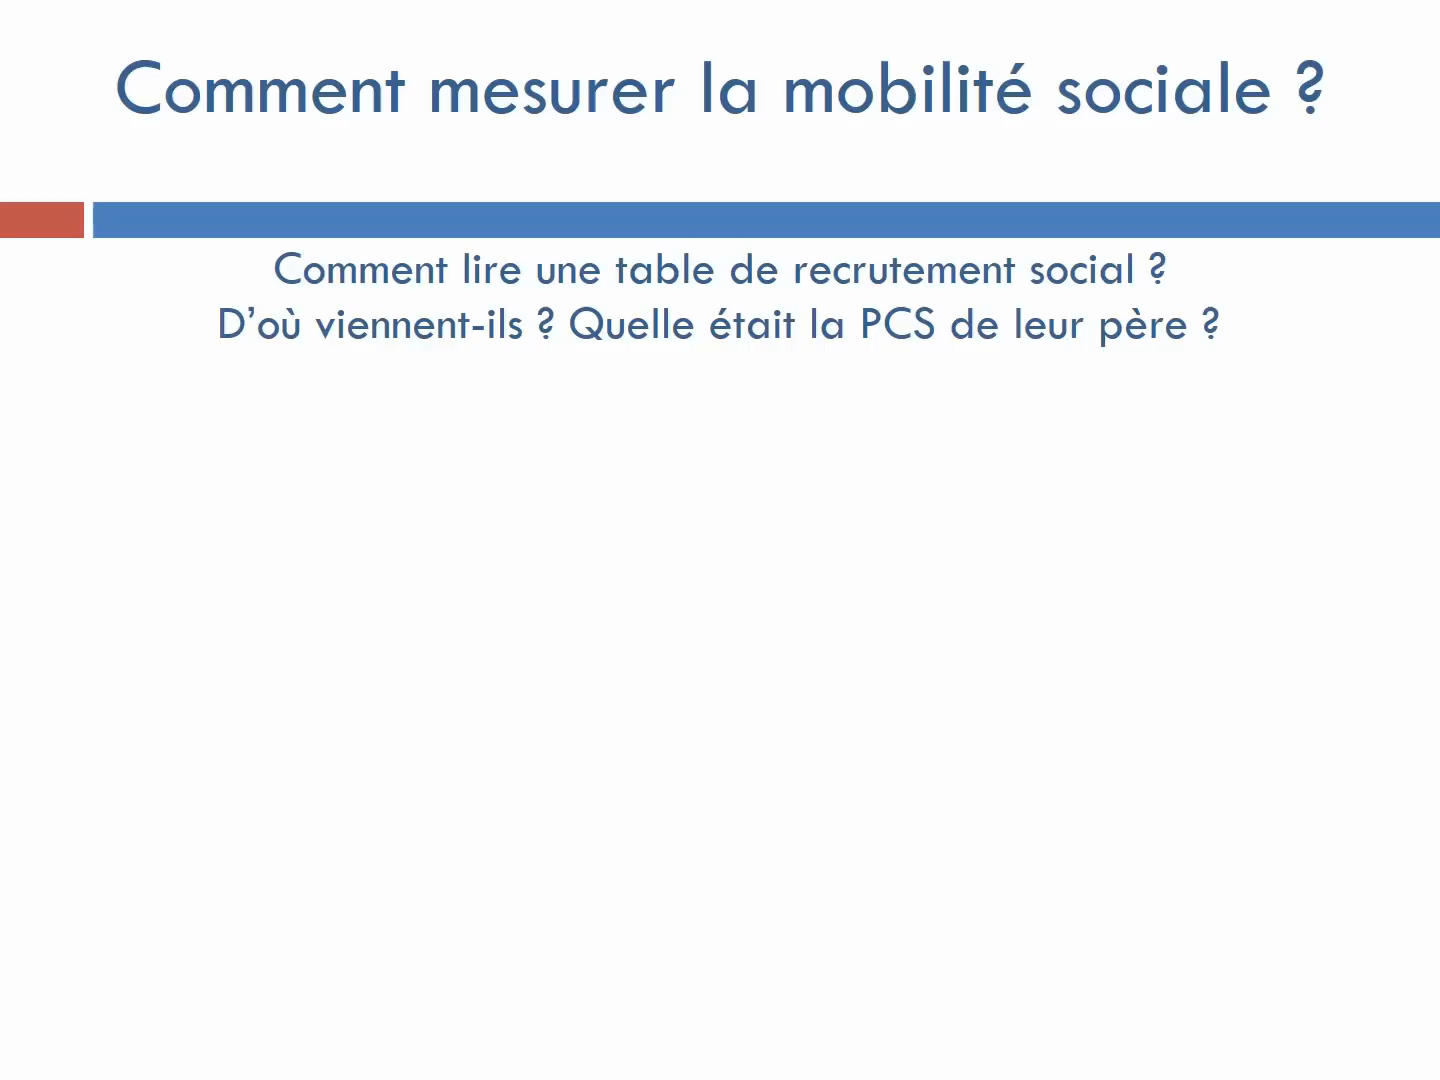 Comment mesurer la mobilité sociale ?
Comment lire une table de recrutement social ?
D’où viennent-ils ? Quelle était la PCS de leur père ?